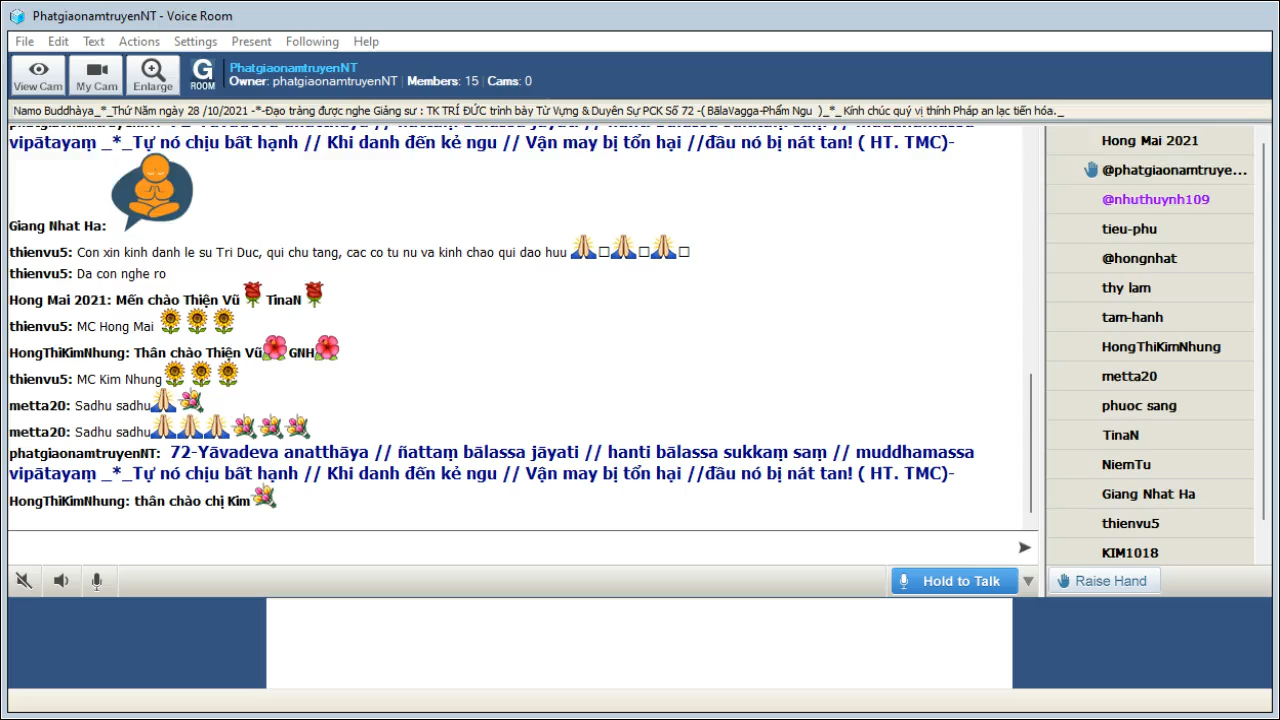 PhatgiaonamtruyenNT - Voice Room
File Edit Text Actions Settings Present Following Help
View Cam My Cam Enlarge G ROOM
PhatgiaonamtruyenNT
Owner: phatgiaonamtruyenNT Members: 15 Cams: 0
Namo Buddhàya_*_Thứ Năm ngày 28 /10/2021 -*-Đạo tràng được nghe Giảng sư : TK TRÍ ĐỨC trình bày Từ Vựng & Duyên Sự PCK Số 72 -( BãlaVagga-Phẩm Ngu )_*_ Kính chúc quý vị thính Pháp an lạc tiến hóa._
vipātayaṃ _*_Tự nó chịu bất hạnh // Khi danh đến kẻ ngu // Vận may bị tổn hại //đầu nó bị nát tan! ( HT. TMC)-
Giang Nhat Ha:
thienvu5: Con xin kinh danh le su Tri Duc, qui chu tang, cac co tu nu va kinh chao qui dao huu
thienvu5: Da con nghe ro
Hong Mai 2021: Mến chào Thiện Vũ TinaN
thienvu5: MC Hong Mai
HongThiKimNhung: Thân chào Thiện Vũ GNH
thienvu5: MC Kim Nhung
metta20: Sadhu sadhu
metta20: Sadhu sadhu
phatgiaonamtruyenNT: 72-Yāvadeva anatthāya // ñattaṃ bālassa jāyati // hanti bālassa sukkaṃ saṃ // muddhamassa
vipātayaṃ _*_Tự nó chịu bất hạnh // Khi danh đến kẻ ngu // Vận may bị tổn hại //đầu nó bị nát tan! ( HT. TMC)-
HongThiKimNhung: thân chào chị Kim
Hong Mai 2021
@phatgiaonamtruye...
@nhuthuynh109
tieu-phu
@hongnhat
thy lam
tam-hanh
HongThiKimNhung
metta20
phuoc sang
TinaN
NiemTu
Giang Nhat Ha
thienvu5
KIM1018
Hold to Talk
Raise Hand